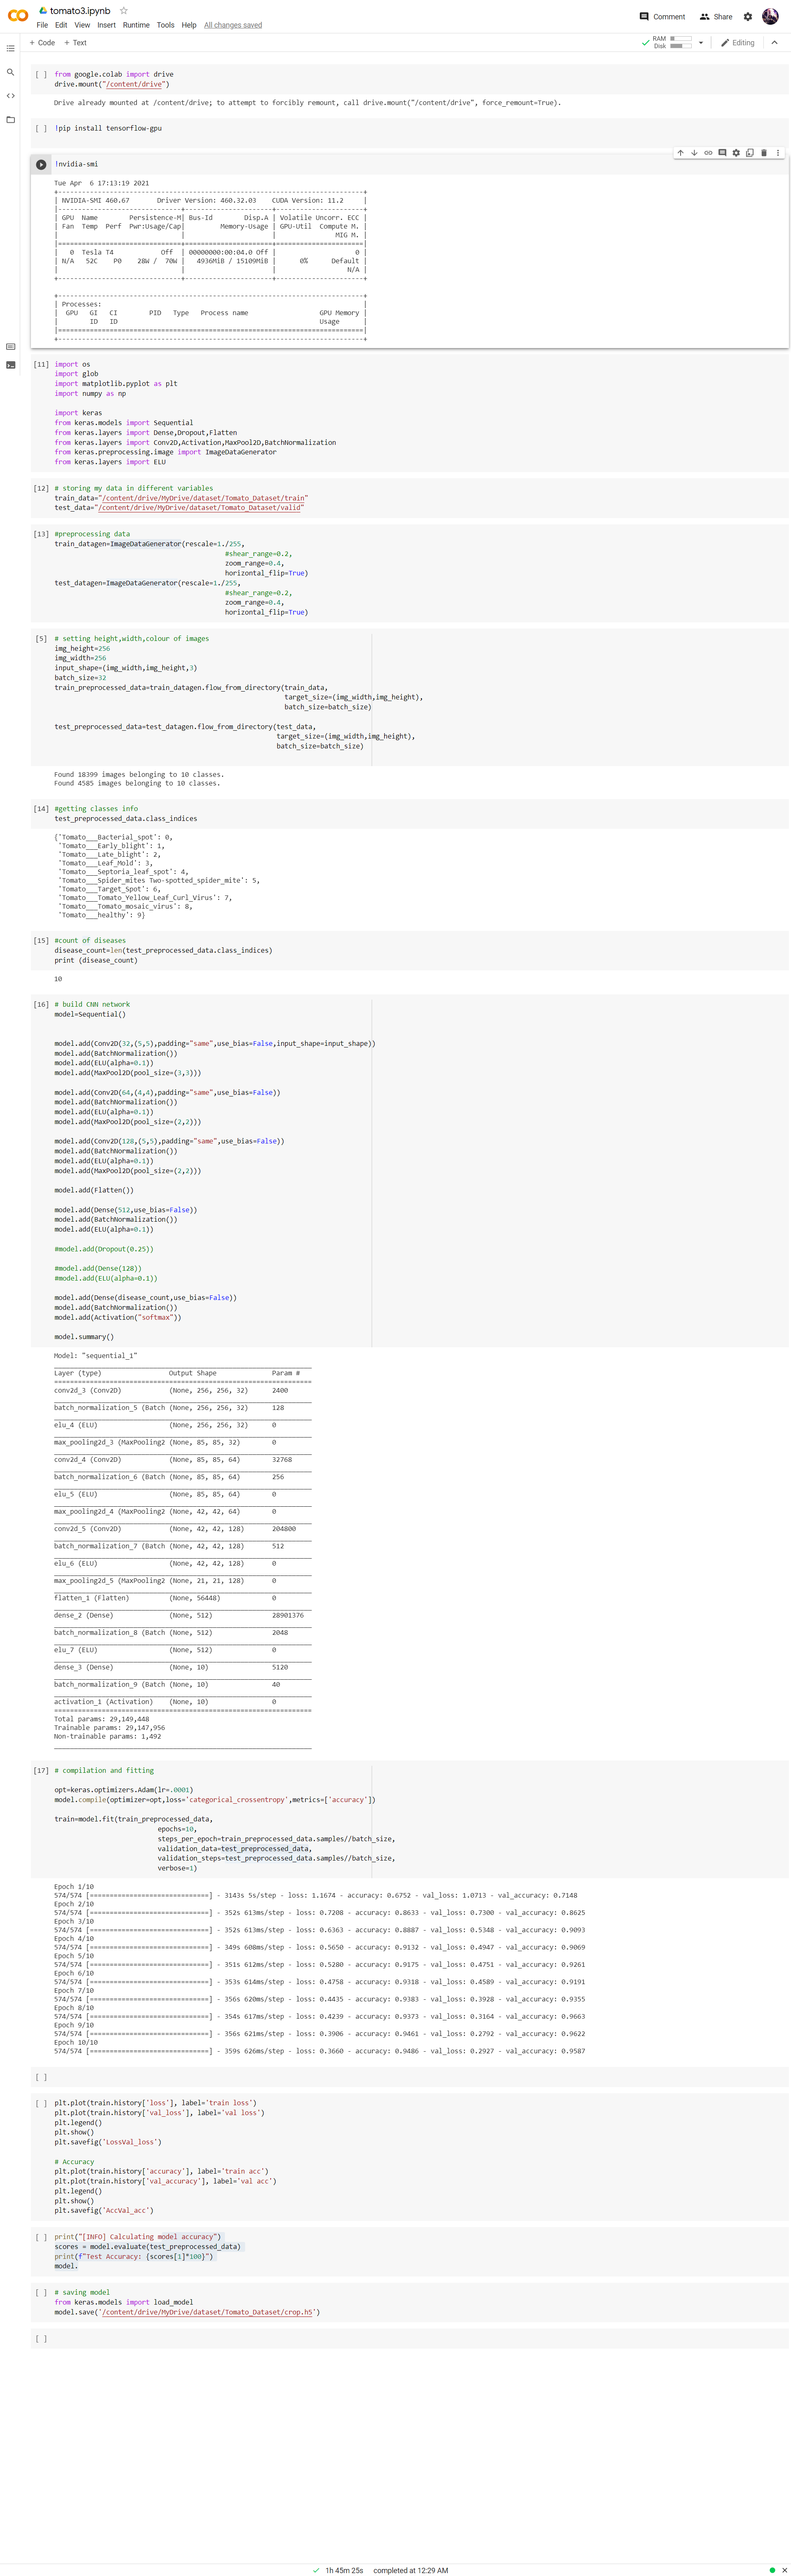 tomato3.ipynb
File Edit View Insert Runtime Tools Help All changes saved
Comment Share
+ Code + Text
RAM
Disk
Editing
[ ] from google.colab import drive
drive.mount("/content/drive")
Drive already mounted at /content/drive; to attempt to forcibly remount, call drive.mount("/content/drive", force_remount=True).
[ ] !pip install tensorflow-gpu
!nvidia-smi
Tue Apr  6 17:13:19 2021
+-----------------------------------------------------------------------------+
| NVIDIA-SMI 460.67       Driver Version: 460.32.03    CUDA Version: 11.2     |
|-------------------------------+----------------------+----------------------+
| GPU  Name        Persistence-M| Bus-Id        Disp.A | Volatile Uncorr. ECC |
| Fan  Temp  Perf  Pwr:Usage/Cap|         Memory-Usage | GPU-Util  Compute M. |
|                               |                      |               MIG M. |
|===============================+======================+======================|
|   0  Tesla T4            Off  | 00000000:00:04.0 Off |                    0 |
| N/A   52C    P0    28W /  70W |   4936MiB / 15109MiB |      0%      Default |
|                               |                      |                  N/A |
+-------------------------------+----------------------+----------------------+
+-----------------------------------------------------------------------------+
| Processes:                                                                  |
|  GPU   GI   CI        PID   Type   Process name                  GPU Memory |
|        ID   ID                                                   Usage      |
|=============================================================================|
+-----------------------------------------------------------------------------+
[11] import os
import glob
import matplotlib.pyplot as plt
import numpy as np
import keras
from keras.models import Sequential
from keras.layers import Dense,Dropout,Flatten
from keras.layers import Conv2D,Activation,MaxPool2D,BatchNormalization
from keras.preprocessing.image import ImageDataGenerator
from keras.layers import ELU
[12] # storing my data in different variables
train_data="/content/drive/MyDrive/dataset/Tomato_Dataset/train"
test_data="/content/drive/MyDrive/dataset/Tomato_Dataset/valid"
[13] #preprocessing data
train_datagen=ImageDataGenerator(rescale=1./255,
#shear_range=0.2,
zoom_range=0.4,
horizontal_flip=True)
test_datagen=ImageDataGenerator(rescale=1./255,
#shear_range=0.2,
zoom_range=0.4,
horizontal_flip=True)
[5] # setting height,width,colour of images
img_height=256
img_width=256
input_shape=(img_width,img_height,3)
batch_size=32
train_preprocessed_data=train_datagen.flow_from_directory(train_data,
target_size=(img_width,img_height),
batch_size=batch_size)
test_preprocessed_data=test_datagen.flow_from_directory(test_data,
target_size=(img_width,img_height),
batch_size=batch_size)
Found 18399 images belonging to 10 classes.
Found 4585 images belonging to 10 classes.
[14] #getting classes info
test_preprocessed_data.class_indices
{'Tomato___Bacterial_spot': 0,
'Tomato___Early_blight': 1,
'Tomato___Late_blight': 2,
'Tomato___Leaf_Mold': 3,
'Tomato___Septoria_leaf_spot': 4,
'Tomato___Spider_mites Two-spotted_spider_mite': 5,
'Tomato___Target_Spot': 6,
'Tomato___Tomato_Yellow_Leaf_Curl_Virus': 7,
'Tomato___Tomato_mosaic_virus': 8,
'Tomato___healthy': 9}
[15] #count of diseases
disease_count=len(test_preprocessed_data.class_indices)
print (disease_count)
10
[16] # build CNN network
model=Sequential()
model.add(Conv2D(32,(5,5),padding="same",use_bias=False,input_shape=input_shape))
model.add(BatchNormalization())
model.add(ELU(alpha=0.1))
model.add(MaxPool2D(pool_size=(3,3)))
model.add(Conv2D(64,(4,4),padding="same",use_bias=False))
model.add(BatchNormalization())
model.add(ELU(alpha=0.1))
model.add(MaxPool2D(pool_size=(2,2)))
model.add(Conv2D(128,(5,5),padding="same",use_bias=False))
model.add(BatchNormalization())
model.add(ELU(alpha=0.1))
model.add(MaxPool2D(pool_size=(2,2)))
model.add(Flatten())
model.add(Dense(512,use_bias=False))
model.add(BatchNormalization())
model.add(ELU(alpha=0.1))
#model.add(Dropout(0.25))
#model.add(Dense(128))
#model.add(ELU(alpha=0.1))
model.add(Dense(disease_count,use_bias=False))
model.add(BatchNormalization())
model.add(Activation("softmax"))
model.summary()
Model: "sequential_1"
Layer (type)                 Output Shape              Param #
=================================================================
conv2d_3 (Conv2D)            (None, 256, 256, 32)      2400
batch_normalization_5 (Batch (None, 256, 256, 32)      128
elu_4 (ELU)                  (None, 256, 256, 32)      0
max_pooling2d_3 (MaxPooling2 (None, 85, 85, 32)        0
conv2d_4 (Conv2D)            (None, 85, 85, 64)        32768
batch_normalization_6 (Batch (None, 85, 85, 64)        256
elu_5 (ELU)                  (None, 85, 85, 64)        0
max_pooling2d_4 (MaxPooling2 (None, 42, 42, 64)        0
conv2d_5 (Conv2D)            (None, 42, 42, 128)       204800
batch_normalization_7 (Batch (None, 42, 42, 128)       512
elu_6 (ELU)                  (None, 42, 42, 128)       0
max_pooling2d_5 (MaxPooling2 (None, 21, 21, 128)       0
flatten_1 (Flatten)          (None, 56448)             0
dense_2 (Dense)              (None, 512)               28901376
batch_normalization_8 (Batch (None, 512)               2048
elu_7 (ELU)                  (None, 512)               0
dense_3 (Dense)              (None, 10)                5120
batch_normalization_9 (Batch (None, 10)                40
activation_1 (Activation)    (None, 10)                0
=================================================================
Total params: 29,149,448
Trainable params: 29,147,956
Non-trainable params: 1,492
[17] # compilation and fitting
opt=keras.optimizers.Adam(lr=.0001)
model.compile(optimizer=opt,loss='categorical_crossentropy',metrics=['accuracy'])
train=model.fit(train_preprocessed_data,
epochs=10,
steps_per_epoch=train_preprocessed_data.samples//batch_size,
validation_data=test_preprocessed_data,
validation_steps=test_preprocessed_data.samples//batch_size,
verbose=1)
Epoch 1/10
574/574 [==============================] - 3143s 5s/step - loss: 1.1674 - accuracy: 0.6752 - val_loss: 1.0713 - val_accuracy: 0.7148
Epoch 2/10
574/574 [==============================] - 352s 613ms/step - loss: 0.7208 - accuracy: 0.8633 - val_loss: 0.7300 - val_accuracy: 0.8625
Epoch 3/10
574/574 [==============================] - 352s 613ms/step - loss: 0.6363 - accuracy: 0.8887 - val_loss: 0.5348 - val_accuracy: 0.9093
Epoch 4/10
574/574 [==============================] - 349s 608ms/step - loss: 0.5650 - accuracy: 0.9132 - val_loss: 0.4947 - val_accuracy: 0.9069
Epoch 5/10
574/574 [==============================] - 351s 612ms/step - loss: 0.5280 - accuracy: 0.9175 - val_loss: 0.4751 - val_accuracy: 0.9261
Epoch 6/10
574/574 [==============================] - 353s 614ms/step - loss: 0.4758 - accuracy: 0.9318 - val_loss: 0.4589 - val_accuracy: 0.9191
Epoch 7/10
574/574 [==============================] - 356s 620ms/step - loss: 0.4435 - accuracy: 0.9383 - val_loss: 0.3928 - val_accuracy: 0.9355
Epoch 8/10
574/574 [==============================] - 354s 617ms/step - loss: 0.4239 - accuracy: 0.9373 - val_loss: 0.3164 - val_accuracy: 0.9663
Epoch 9/10
574/574 [==============================] - 356s 621ms/step - loss: 0.3906 - accuracy: 0.9461 - val_loss: 0.2792 - val_accuracy: 0.9622
Epoch 10/10
574/574 [==============================] - 359s 626ms/step - loss: 0.3660 - accuracy: 0.9486 - val_loss: 0.2927 - val_accuracy: 0.9587
[ ]
[ ] plt.plot(train.history['loss'], label='train loss')
plt.plot(train.history['val_loss'], label='val loss')
plt.legend()
plt.show()
plt.savefig('LossVal_loss')
# Accuracy
plt.plot(train.history['accuracy'], label='train acc')
plt.plot(train.history['val_accuracy'], label='val acc')
plt.legend()
plt.show()
plt.savefig('AccVal_acc')
[ ] print("[INFO] Calculating model accuracy")
scores = model.evaluate(test_preprocessed_data)
print(f"Test Accuracy: {scores[1]*100}")
model.
[ ] # saving model
from keras.models import load_model
model.save('/content/drive/MyDrive/dataset/Tomato_Dataset/crop.h5')
[ ]
1h 45m 25s completed at 12:29 AM